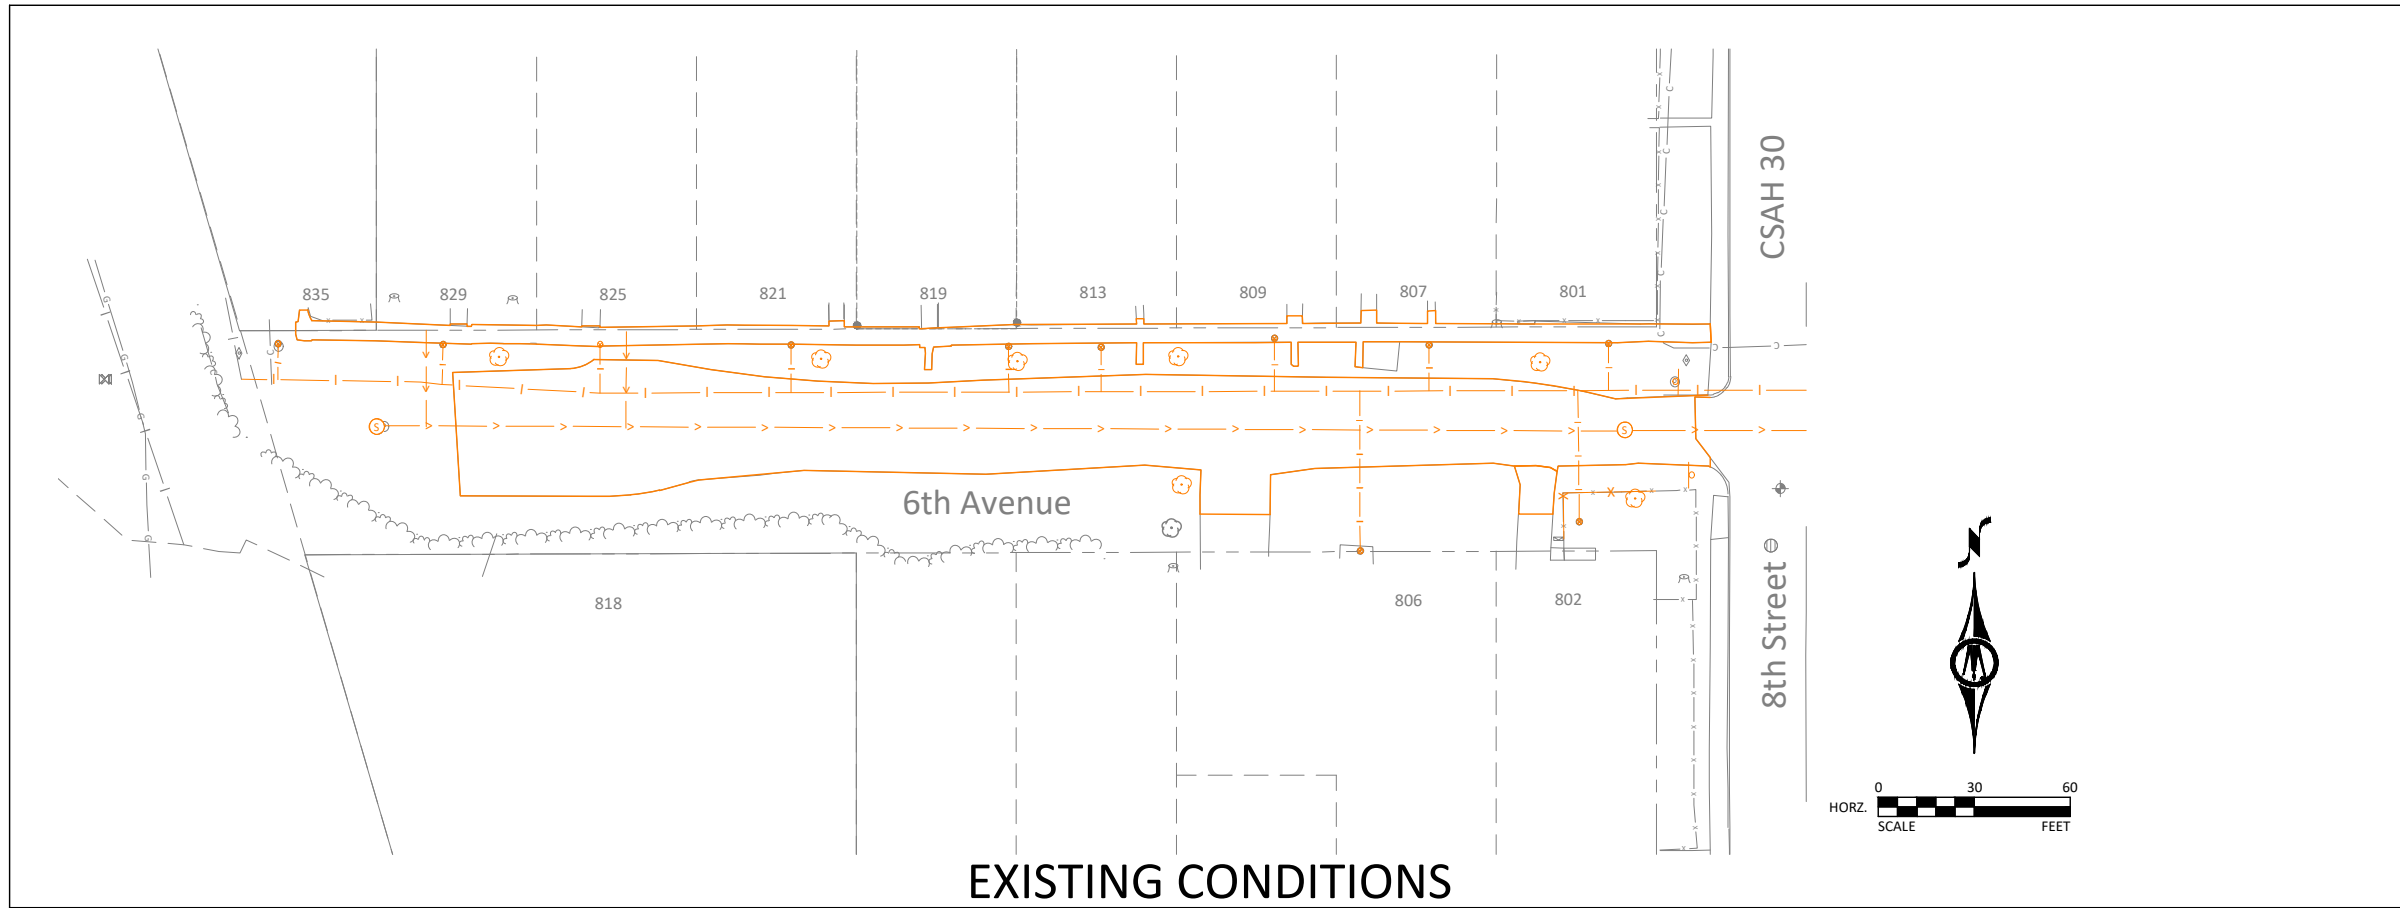 CSAH 30
835 829 825 821 819 813 809 807 801
S
S
6th Avenue
818 806 802
8th Street
N
0 30 60
HORZ.
SCALE FEET
EXISTING CONDITIONS